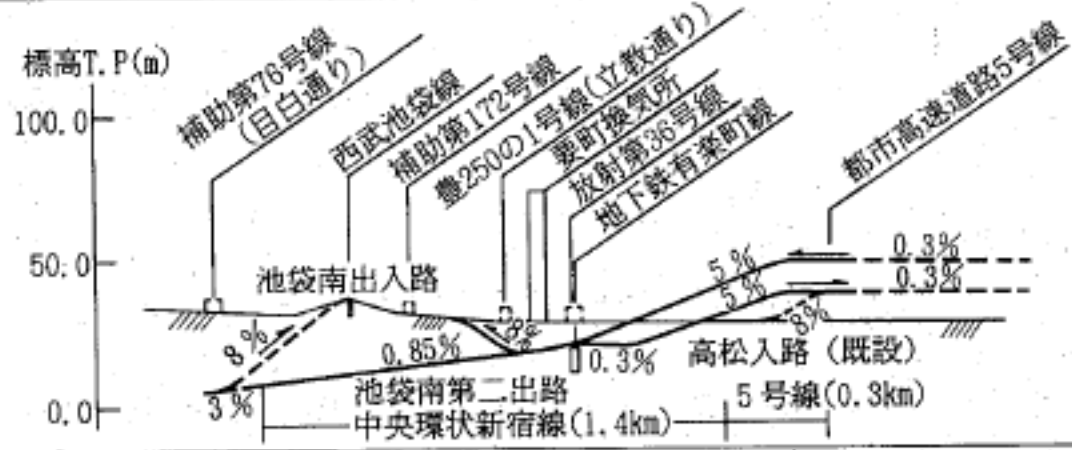 標高T.P(m)
100.0
50.0
0.0
補助第76号線
(目白通り)
西武池袋線
補助第172号線
豊250の1号線(立教通り)
要町換気所
放射第36号線
地下鉄有楽町線
都市高速道路5号線
池袋南出入路
0.3%
0.3%
5%
5%
8%
8%
8%
0.85%
0.3%
3%
高松入路(既設)
池袋南第二出路
5号線(0.3km)
中央環状新宿線(1.4km)